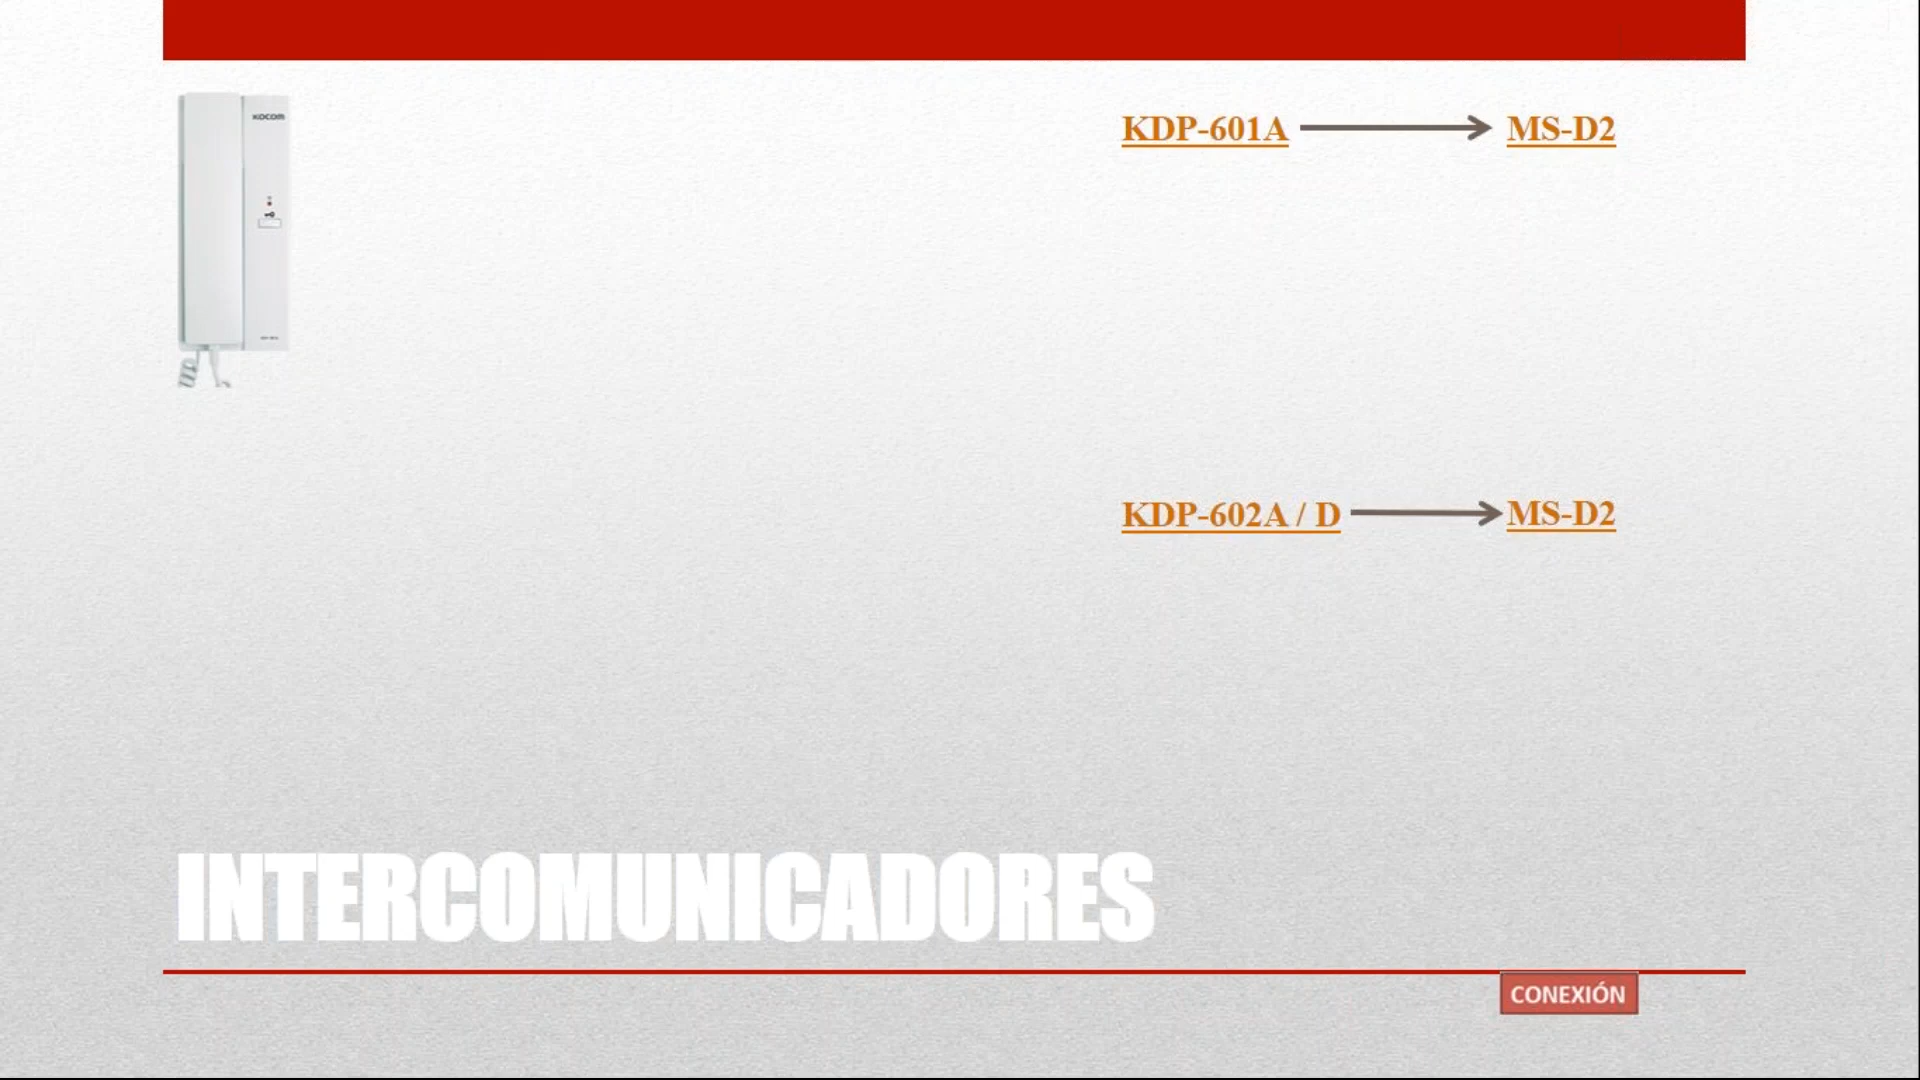 KOCOM
KDP-601A
MS-D2
KDP-602A / D
MS-D2
INTERCOMUNICADORES
CONEXIÓN